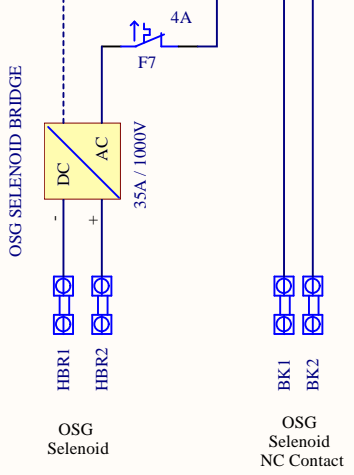 4A
F7
OSG SELENOID BRIDGE
DC
AC
35A / 1000V
-
+
HBR1
HBR2
BK1
BK2
OSG
Selenoid
OSG
Selenoid
NC Contact